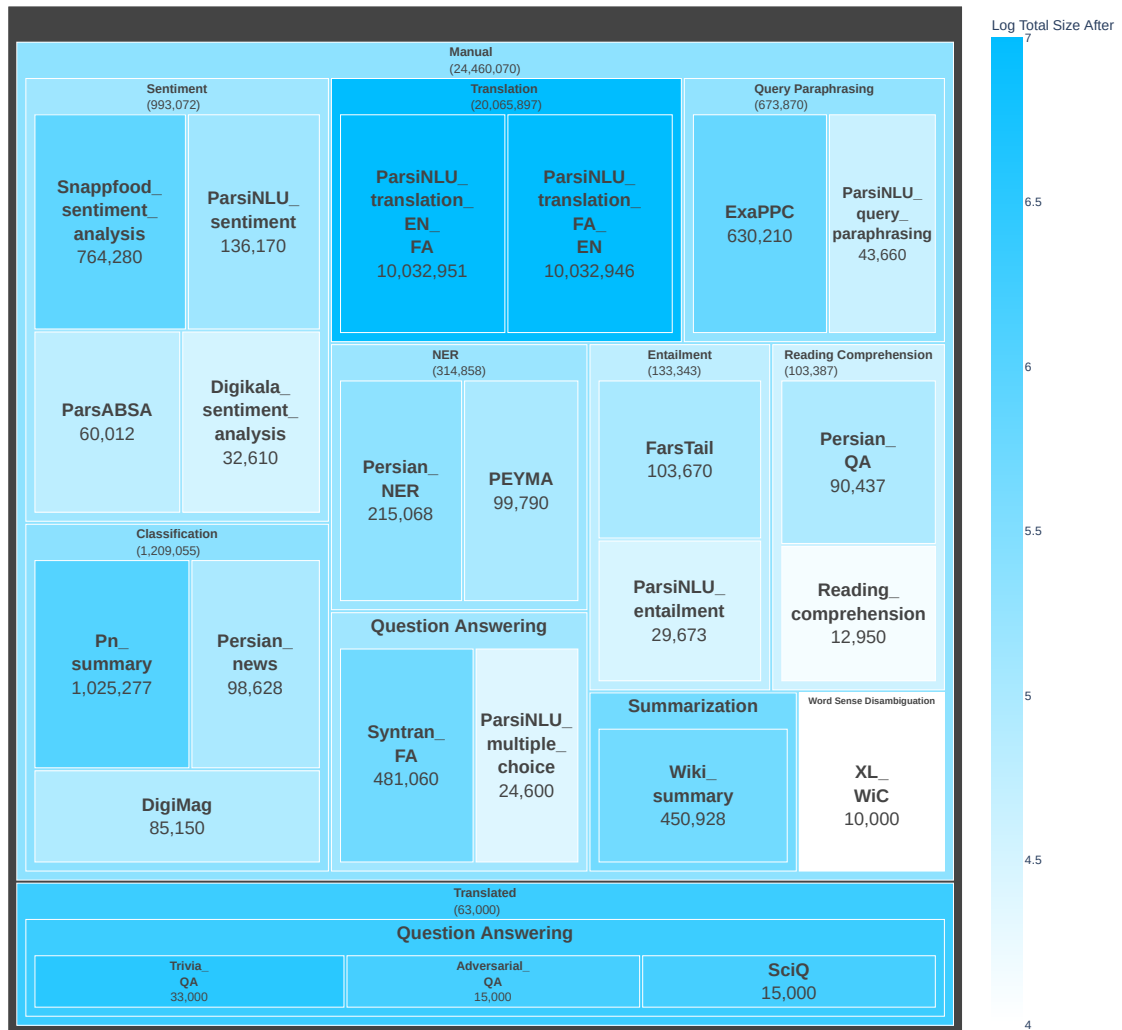 Log Total Size After
Manual
(24,460,070)
Sentiment
(993,072)
Snappfood_
sentiment_
analysis
764,280
ParsiNLU_
sentiment
136,170
ParsABSA
60,012
Digikala_
sentiment_
analysis
32,610
Translation
(20,065,897)
ParsiNLU_
translation_
EN_
FA
10,032,951
ParsiNLU_
translation_
FA_
EN
10,032,946
Query Paraphrasing
(673,870)
ExaPPC
630,210
ParsiNLU_
query_
paraphrasing
43,660
NER
(314,858)
Persian_
NER
215,068
PEYMA
99,790
Entailment
(133,343)
FarsTail
103,670
ParsiNLU_
entailment
29,673
Reading Comprehension
(103,387)
Persian_
QA
90,437
Reading_
comprehension
12,950
Classification
(1,209,055)
Pn_
summary
1,025,277
Persian_
news
98,628
DigiMag
85,150
Question Answering
Syntran_
FA
481,060
ParsiNLU_
multiple_
choice
24,600
Summarization
Wiki_
summary
450,928
Word Sense Disambiguation
XL_
WiC
10,000
Translated
(63,000)
Question Answering
Trivia_
QA
33,000
Adversarial_
QA
15,000
SciQ
15,000
7
6.5
6
5.5
5
4.5
4